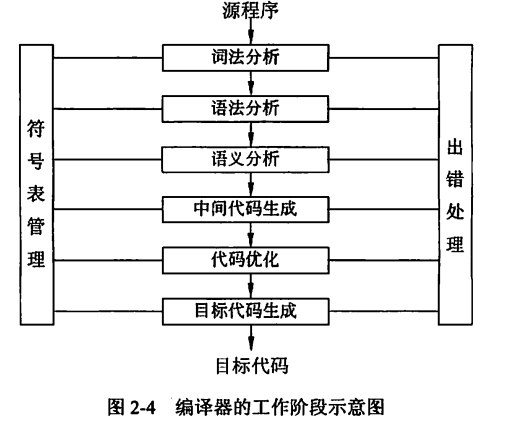 源程序
词法分析
语法分析
语义分析
中间代码生成
代码优化
目标代码生成
目标代码
符号表管理
出错处理
图 2-4 编译器的工作阶段示意图